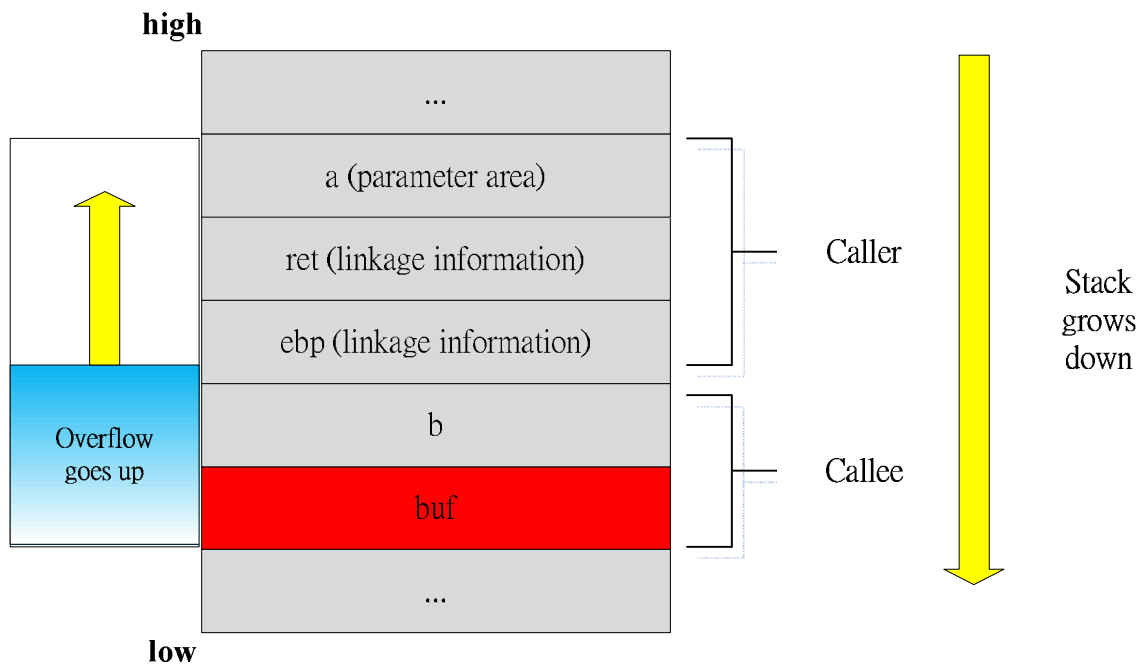 high
...
a (parameter area)
ret (linkage information)
ebp (linkage information)
b
buf
...
low
Overflow
goes up
Caller
Callee
Stack
grows
down